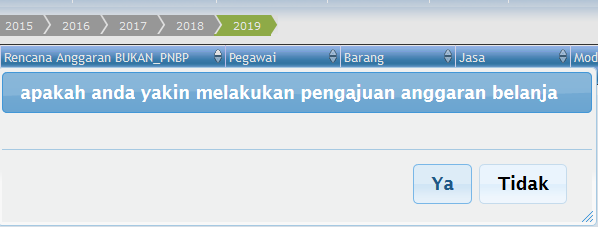 2015 2016 2017 2018 2019
Rencana Anggaran BUKAN_PNBP Pegawai Barang Jasa Mod
apakah anda yakin melakukan pengajuan anggaran belanja
Ya Tidak